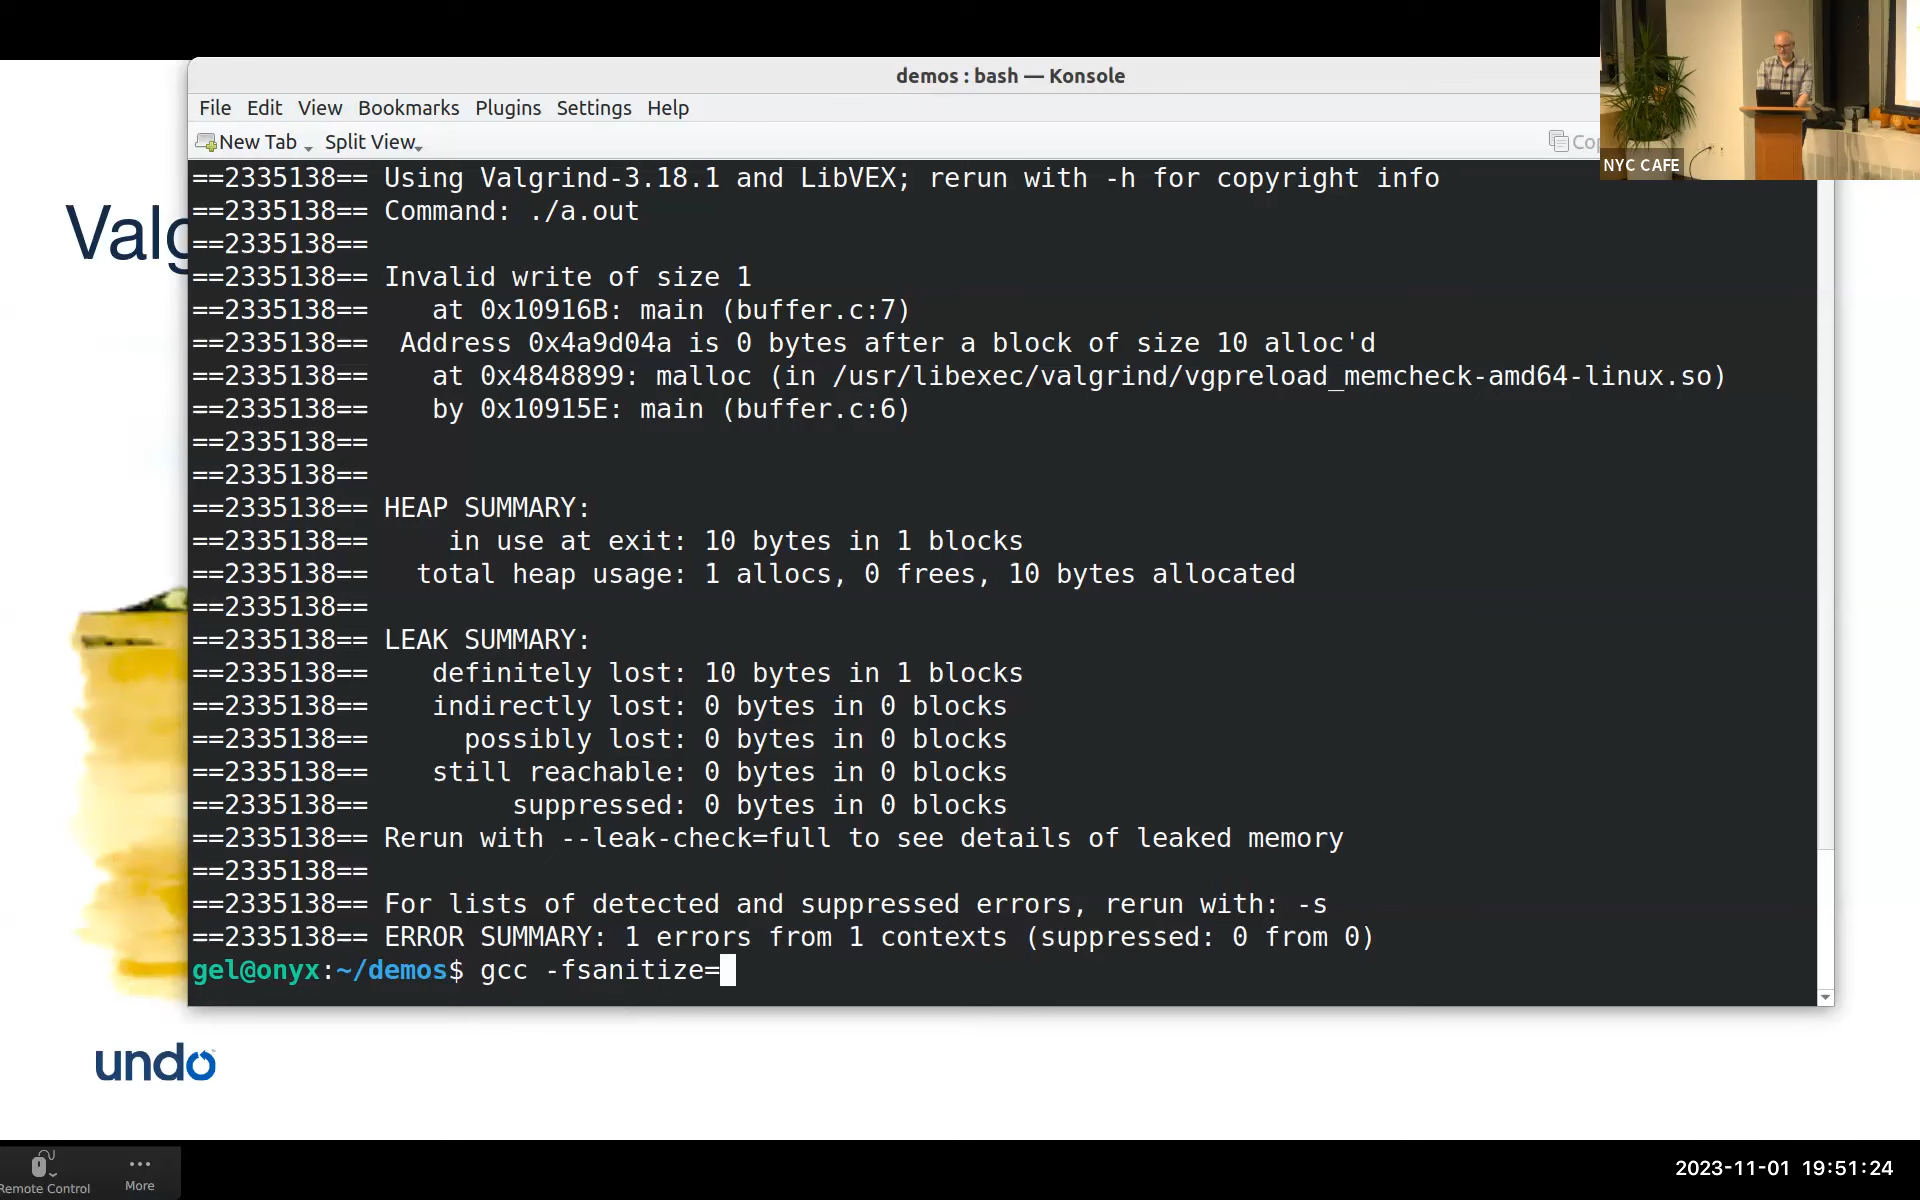 demos : bash — Konsole
File Edit View Bookmarks Plugins Settings Help
New Tab Split View
NYC CAFE
==2335138== Using Valgrind-3.18.1 and LibVEX; rerun with -h for copyright info
==2335138== Command: ./a.out
==2335138==
==2335138== Invalid write of size 1
==2335138==    at 0x10916B: main (buffer.c:7)
==2335138==  Address 0x4a9d04a is 0 bytes after a block of size 10 alloc'd
==2335138==    at 0x4848899: malloc (in /usr/libexec/valgrind/vgpreload_memcheck-amd64-linux.so)
==2335138==    by 0x10915E: main (buffer.c:6)
==2335138==
==2335138==
==2335138== HEAP SUMMARY:
==2335138==     in use at exit: 10 bytes in 1 blocks
==2335138==   total heap usage: 1 allocs, 0 frees, 10 bytes allocated
==2335138==
==2335138== LEAK SUMMARY:
==2335138==    definitely lost: 10 bytes in 1 blocks
==2335138==    indirectly lost: 0 bytes in 0 blocks
==2335138==      possibly lost: 0 bytes in 0 blocks
==2335138==    still reachable: 0 bytes in 0 blocks
==2335138==         suppressed: 0 bytes in 0 blocks
==2335138== Rerun with --leak-check=full to see details of leaked memory
==2335138==
==2335138== For lists of detected and suppressed errors, rerun with: -s
==2335138== ERROR SUMMARY: 1 errors from 1 contexts (suppressed: 0 from 0)
gel@onyx:~/demos$ gcc -fsanitize=
undo
Remote Control
More
2023-11-01 19:51:24